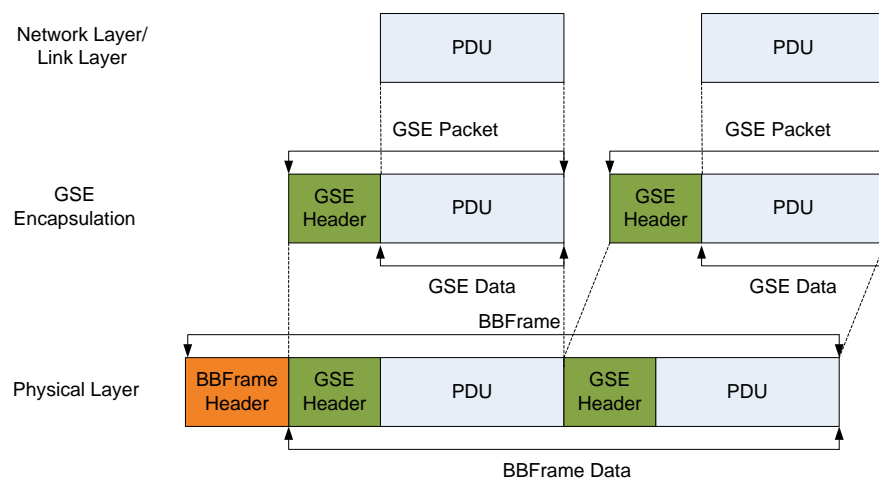 Network Layer/
Link Layer
PDU
PDU
GSE Packet
GSE Packet
GSE
Encapsulation
GSE
Header
PDU
GSE
Header
PDU
GSE Data
GSE Data
BBFrame
Physical Layer
BBFrame
Header
GSE
Header
PDU
GSE
Header
PDU
BBFrame Data